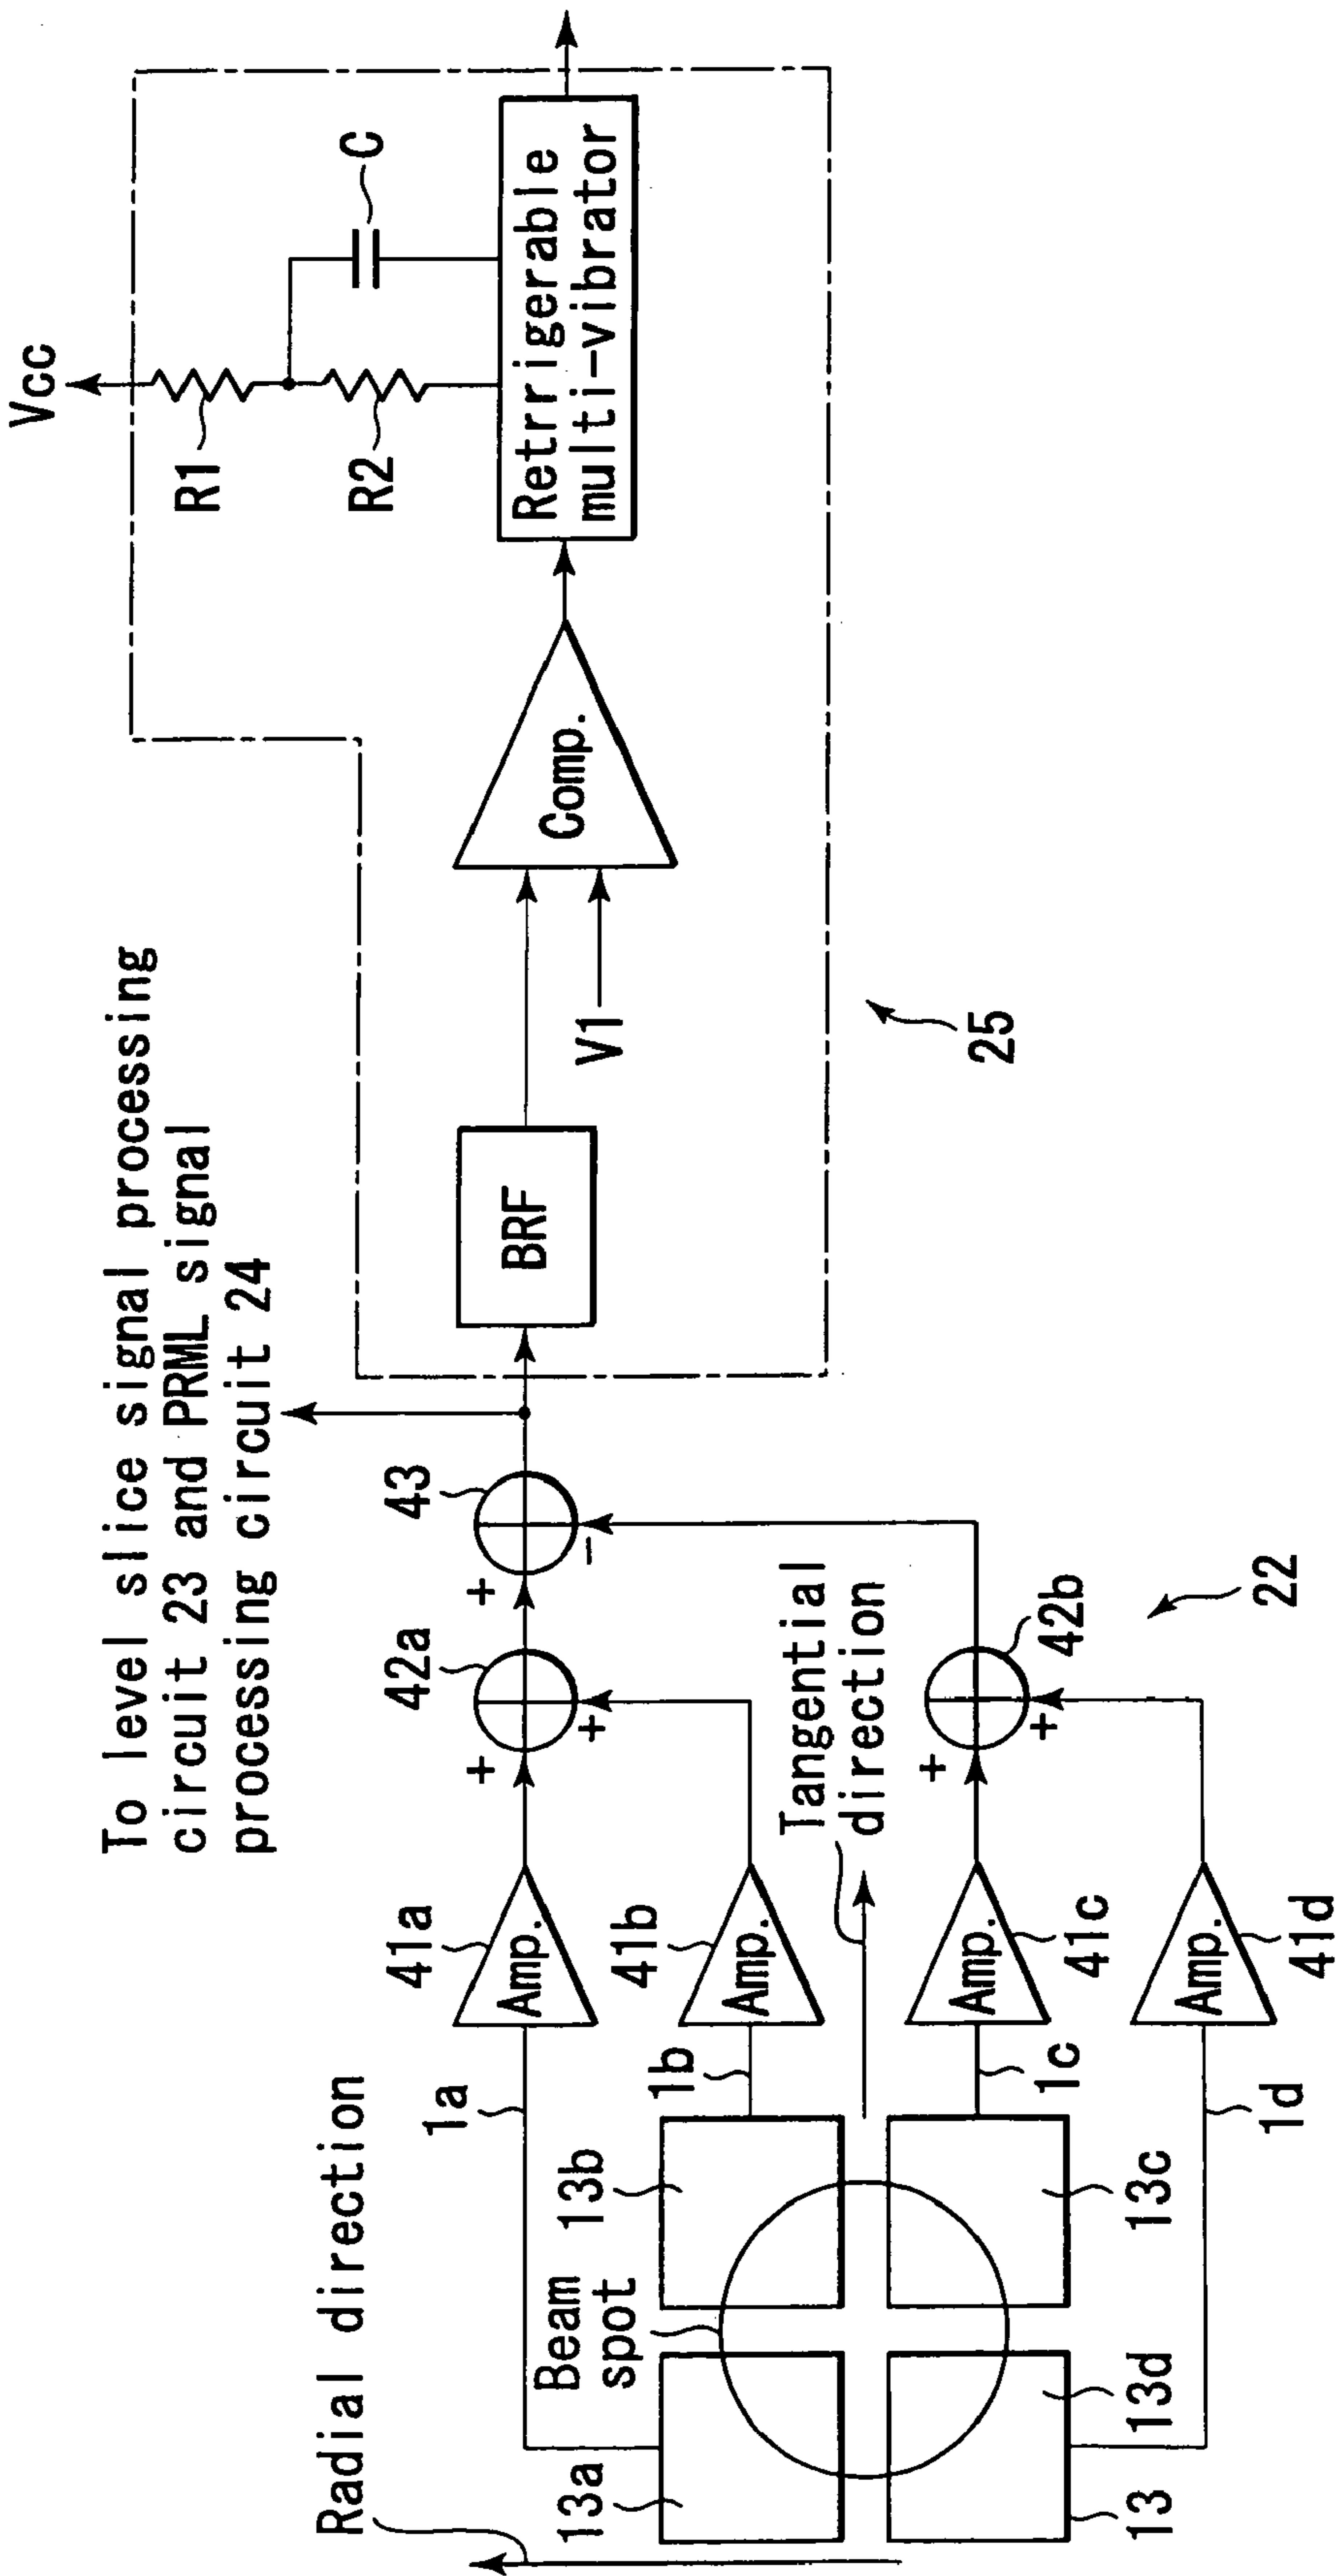 Radial direction
To level slice signal processing
circuit 23 and PRML signal
processing circuit 24
Vcc
R1
R2
C
Retrrigerable
multi-vibrator
Comp.
V1
BRF
25
43
+
-
42a
+
+
42b
+
+
22
Tangential
direction
41a
Amp.
41b
Amp.
41c
Amp.
41d
Amp.
1a
1b
1c
1d
Beam
spot
13a
13b
13c
13d
13